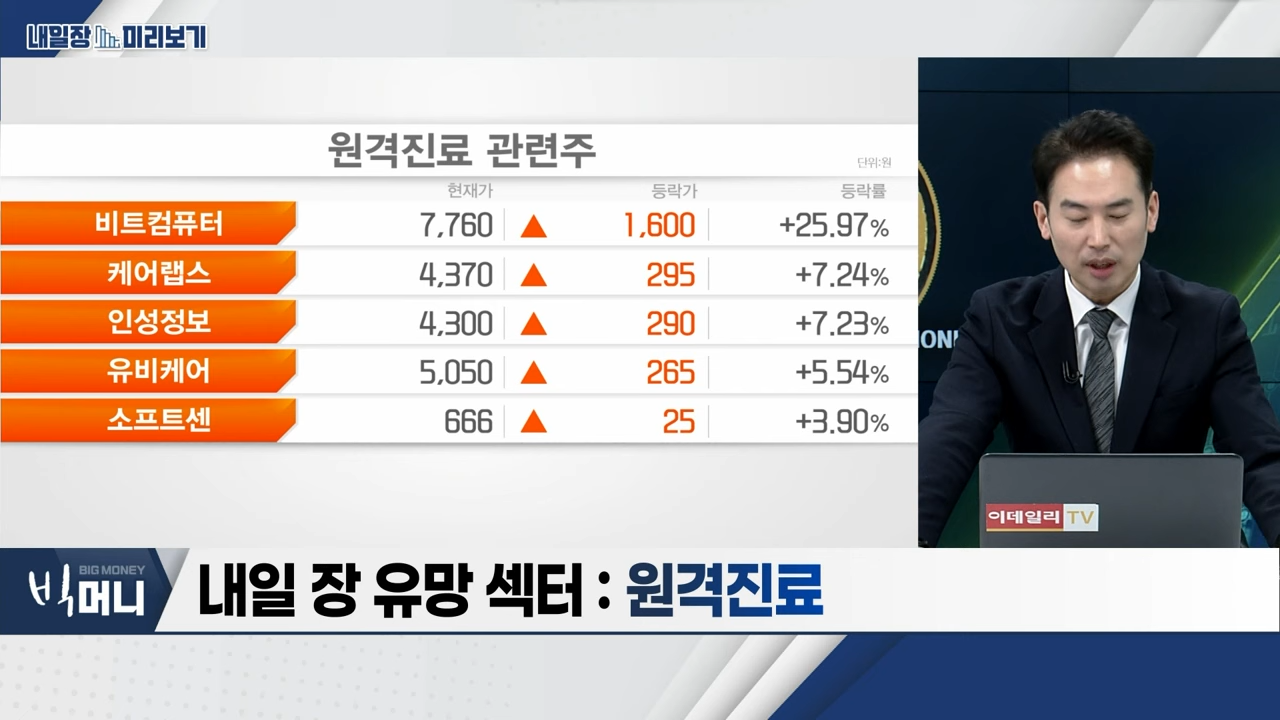 내일장 미리보기
원격진료 관련주
단위:원
현재가 등락가 등락률
비트컴퓨터 7,760 ▲ 1,600 +25.97%
케어랩스 4,370 ▲ 295 +7.24%
인성정보 4,300 ▲ 290 +7.23%
유비케어 5,050 ▲ 265 +5.54%
소프트센 666 ▲ 25 +3.90%
이데일리 TV
BIG MONEY
빅머니
내일 장 유망 섹터 : 원격진료